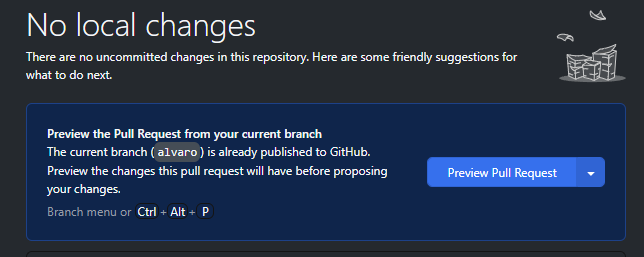 No local changes
There are no uncommitted changes in this repository. Here are some friendly suggestions for
what to do next.
Preview the Pull Request from your current branch
The current branch ( alvaro ) is already published to GitHub.
Preview the changes this pull request will have before proposing
your changes.
Branch menu or Ctrl + Alt + P
Preview Pull Request